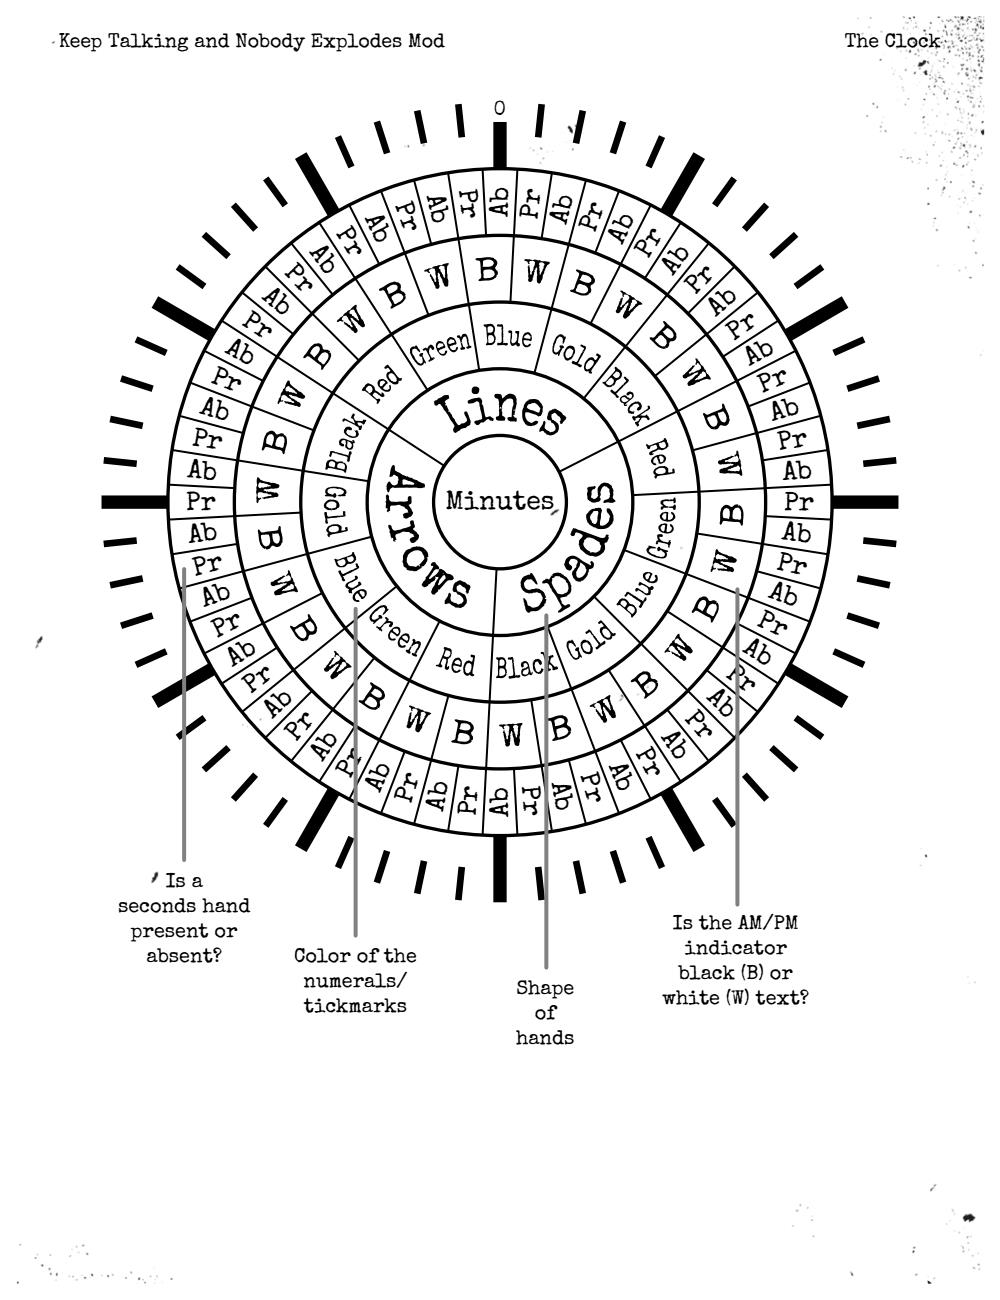 Keep Talking and Nobody Explodes Mod
The Clock
0
Ab Pr Ab Pr Ab Pr Ab Pr Ab Pr Ab Pr Ab Pr Ab Pr Ab Pr Ab Pr Ab Pr Ab Pr Ab Pr Ab Pr Ab Pr Ab Pr Ab Pr Ab Pr Ab Pr Ab Pr Ab Pr Ab Pr Ab Pr Ab Pr Ab Pr Ab Pr Ab Pr Ab Pr Ab Pr Ab Pr
B W B W B W B W B W B W B W B W B W B W B W B W B W B W B W
Blue Gold Black Red Green Blue Gold Black Red Green Blue Gold Black Red Green
Lines Spades Arrows
Minutes
Is a
seconds hand
present or
absent?
Color of the
numerals/
tickmarks
Shape
of
hands
Is the AM/PM
indicator
black (B) or
white (W) text?